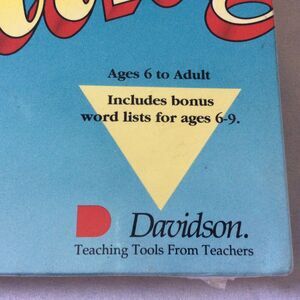 Ages 6 to Adult
Includes bonus
word lists for ages 6-9.
Davidson.
Teaching Tools From Teachers